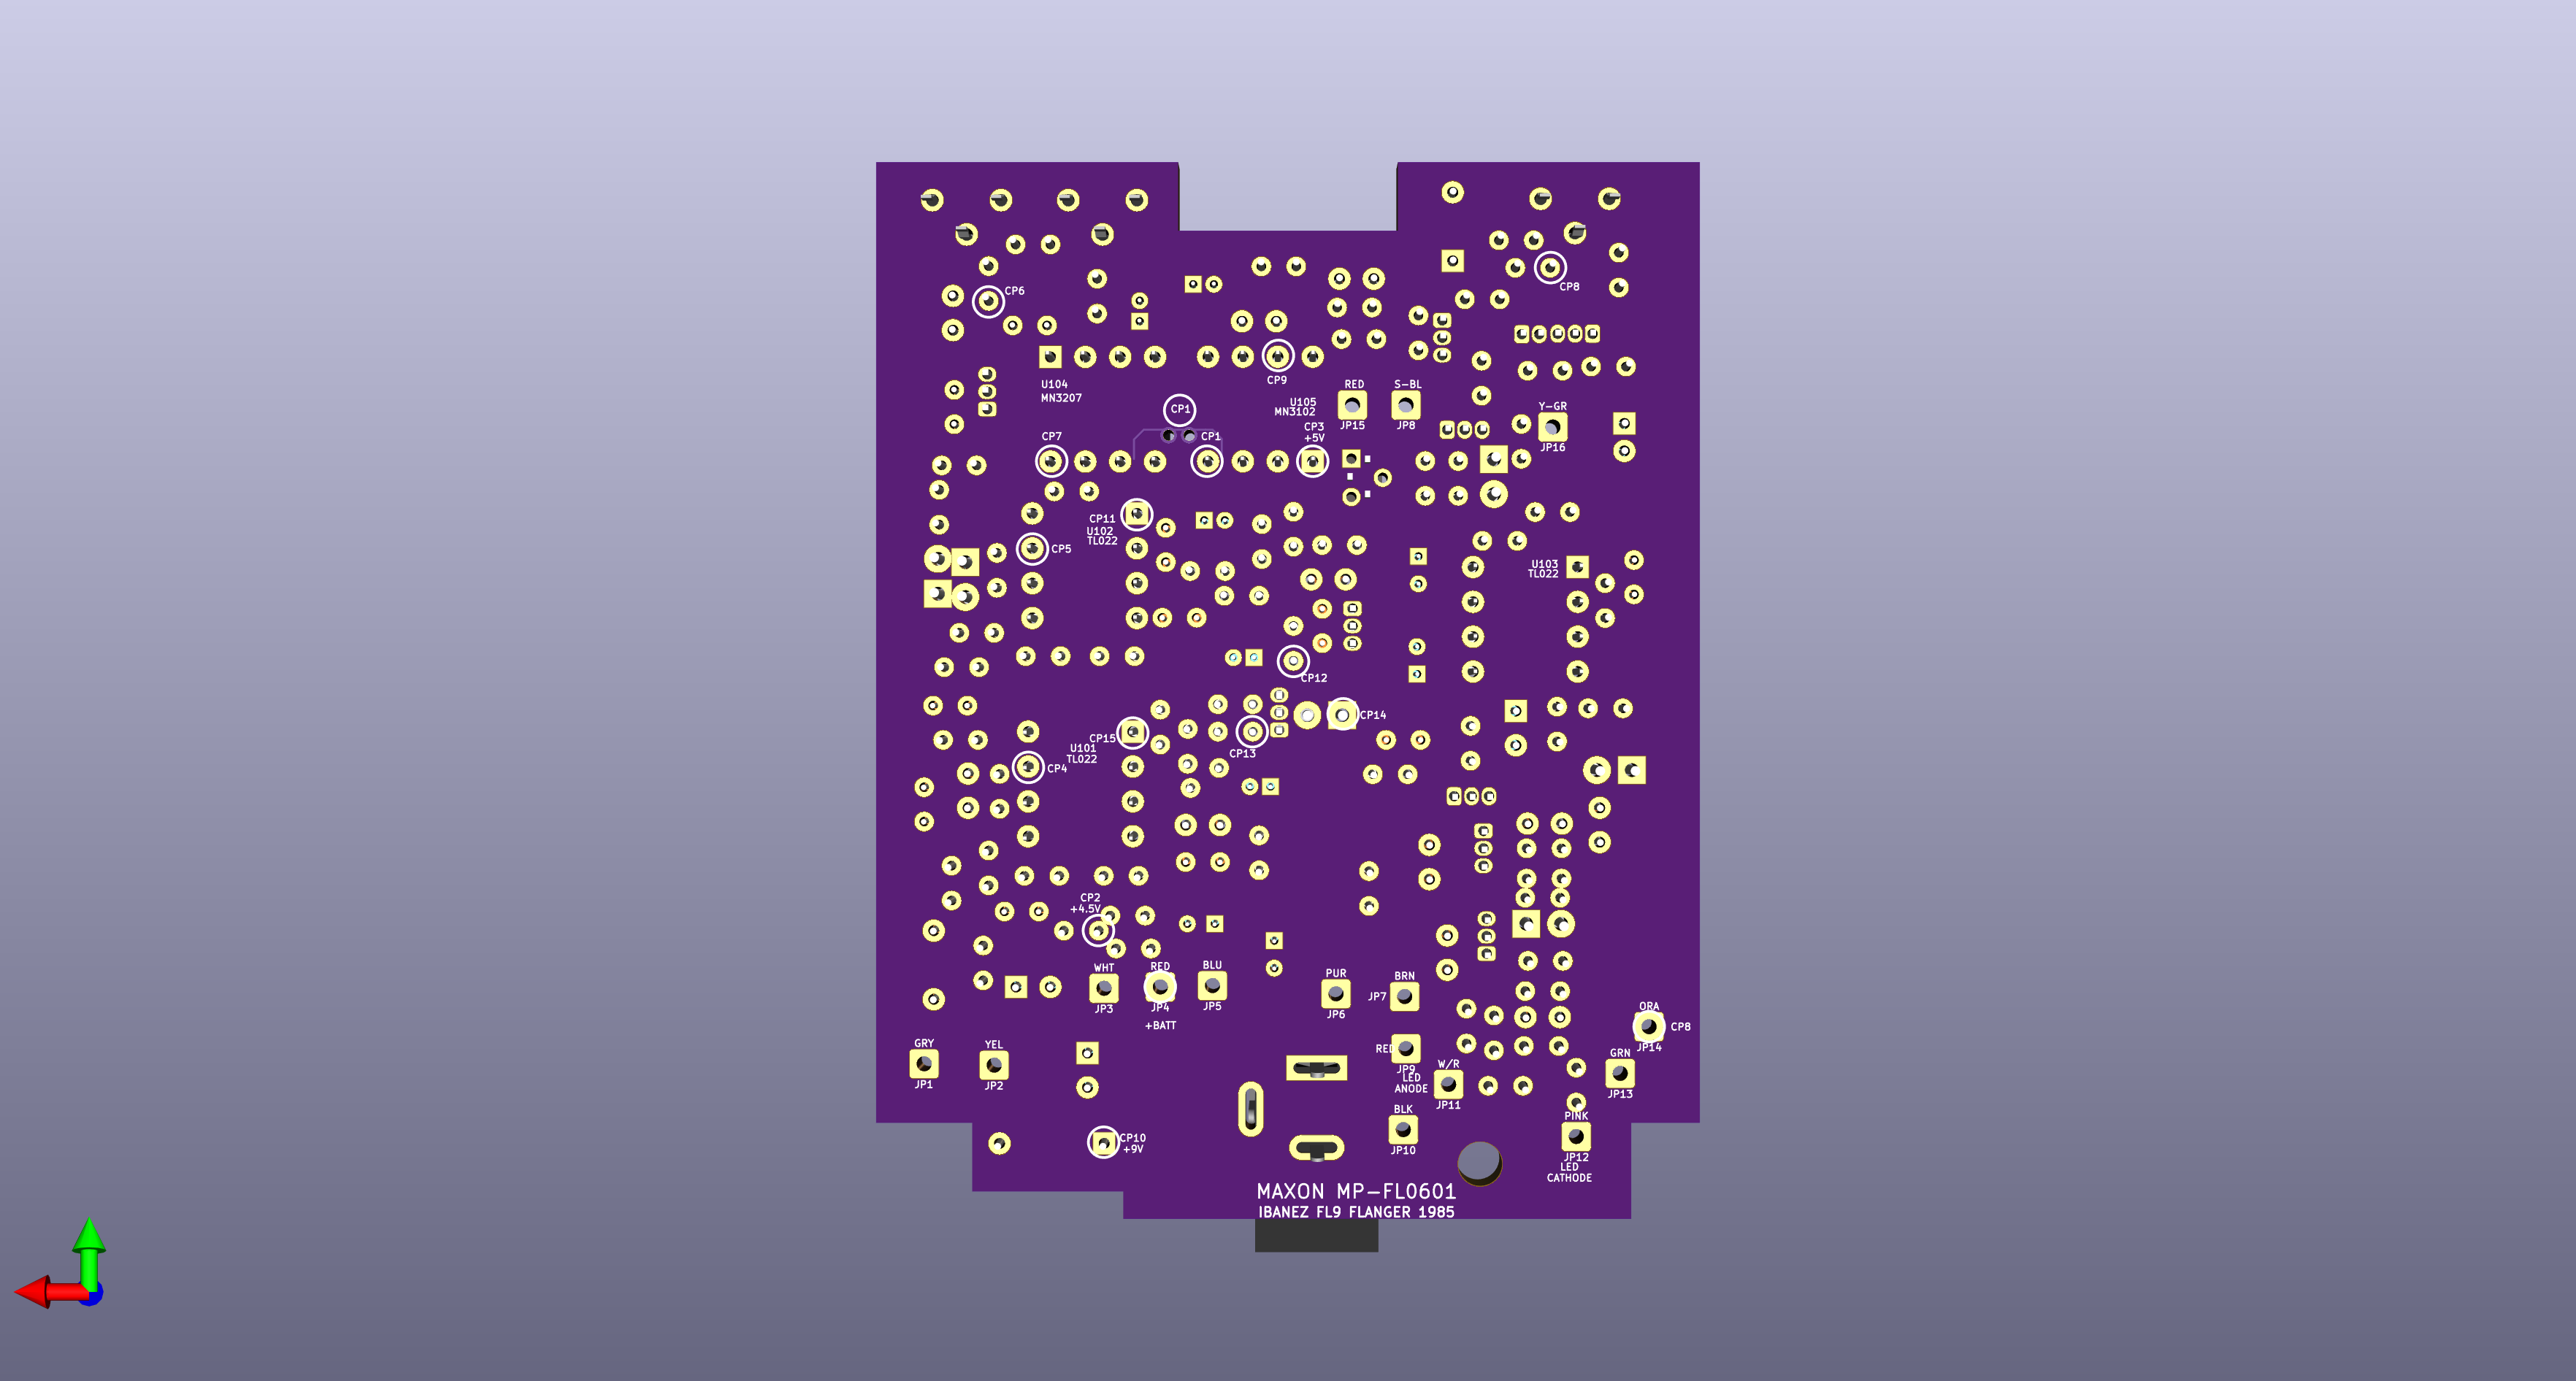 CP6
CP8
U104
MN3207
CP9
RED
JP15
S-BL
JP8
U105
MN3102
CP1
Y-GR
JP16
CP7
CP1
CP3
+5V
CP11
U102
TL022
CP5
U103
TL022
CP12
CP14
CP15
U101
TL022
CP4
CP13
CP2
+4.5V
WHT
JP3
RED
JP4
+BATT
BLU
JP5
PUR
JP6
BRN
JP7
ORA
CP8
JP14
GRY
JP1
YEL
JP2
RED
JP9
LED
ANODE
W/R
JP11
GRN
JP13
BLK
JP10
PINK
JP12
LED
CATHODE
CP10
+9V
MAXON MP-FL0601
IBANEZ FL9 FLANGER 1985